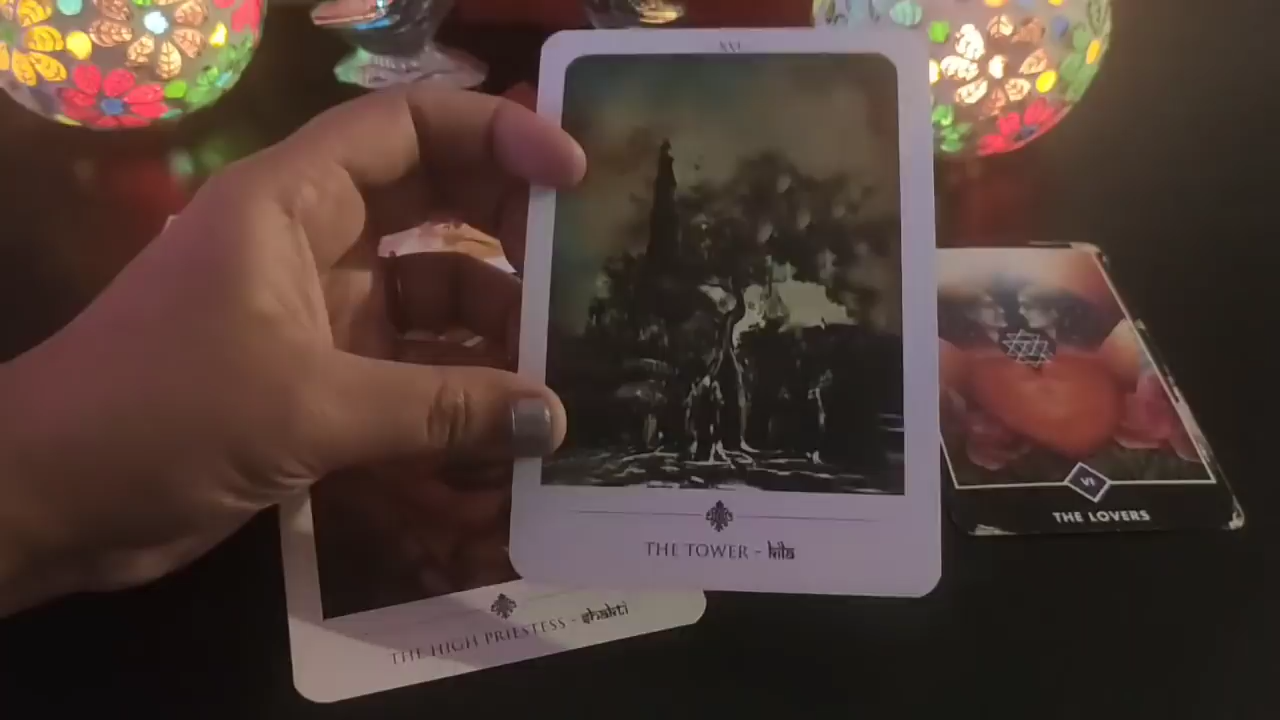 XVI
THE TOWER - kila
VI
THE LOVERS
THE HIGH PRIESTESS - shakti